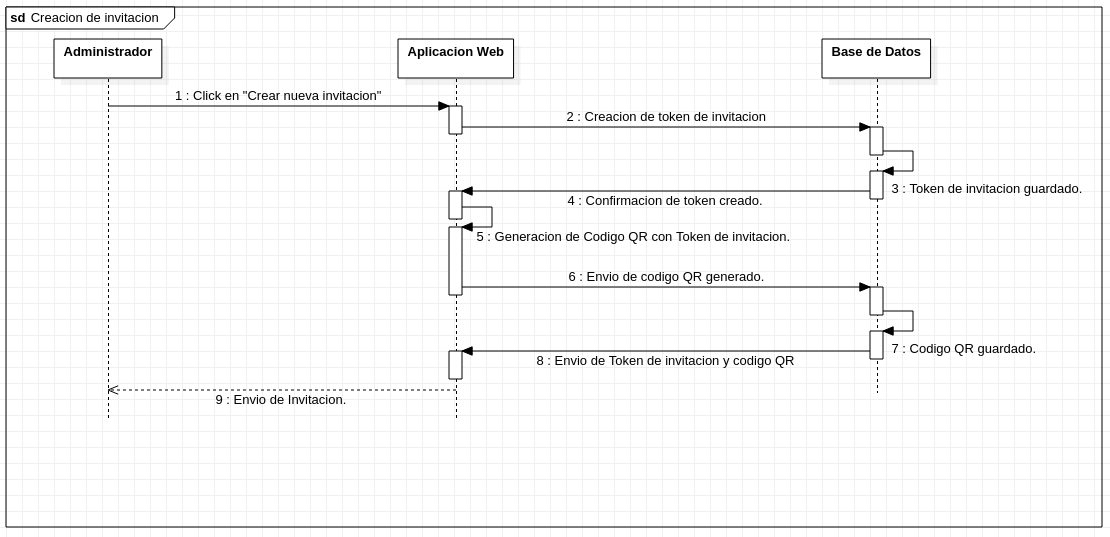 sd Creacion de invitacion
Administrador
Aplicacion Web
Base de Datos
1 : Click en "Crear nueva invitacion"
2 : Creacion de token de invitacion
3 : Token de invitacion guardado.
4 : Confirmacion de token creado.
5 : Generacion de Codigo QR con Token de invitacion.
6 : Envio de codigo QR generado.
7 : Codigo QR guardado.
8 : Envio de Token de invitacion y codigo QR
9 : Envio de Invitacion.